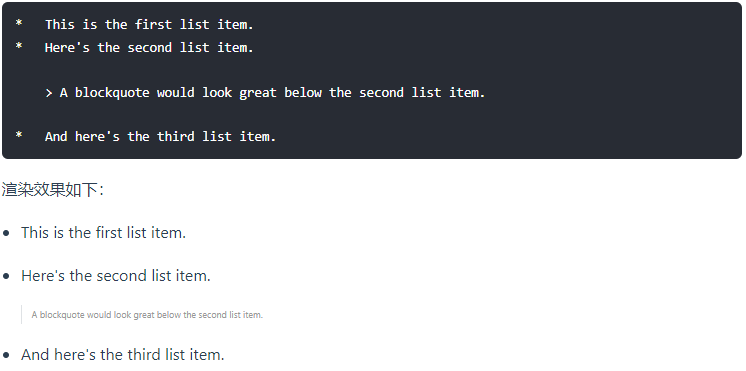 *   This is the first list item.
*   Here's the second list item.
    > A blockquote would look great below the second list item.
*   And here's the third list item.
渲染效果如下：
• This is the first list item.
• Here's the second list item.
A blockquote would look great below the second list item.
• And here's the third list item.